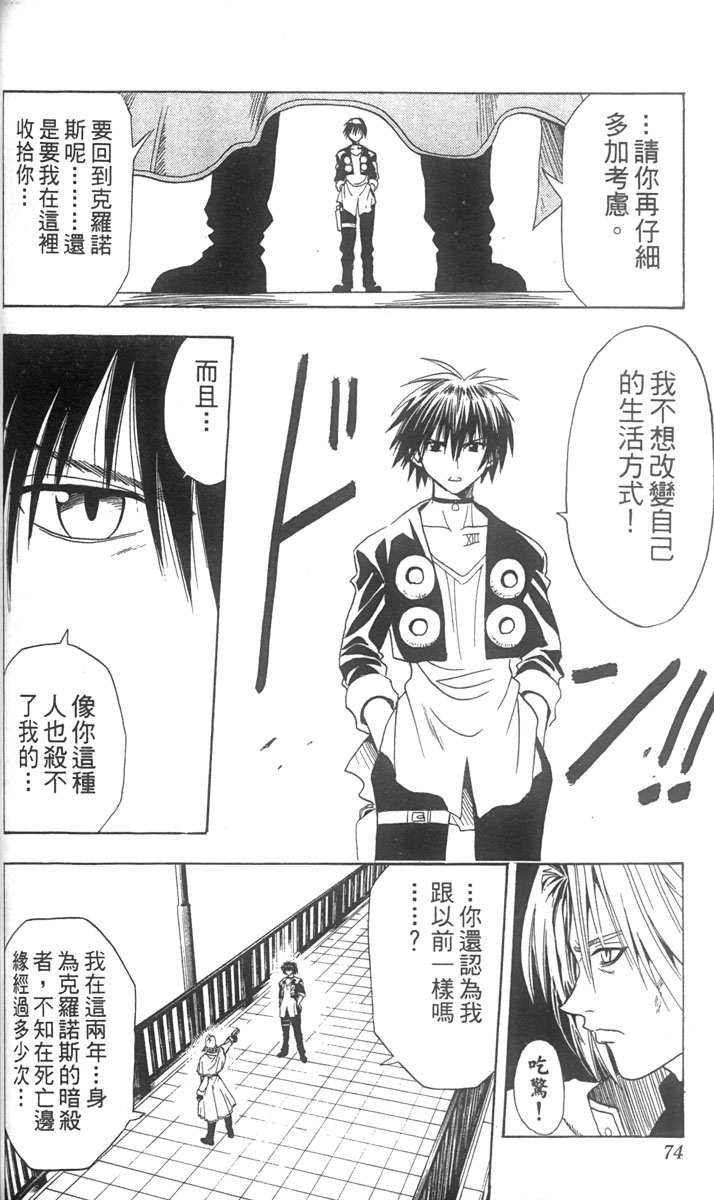 …請你再仔細
多加考慮。
要回到克羅諾
斯呢………還
是要我在這裡
收拾你…
我不想改變自己
的生活方式！
XIII
而且…
像你這種
人也殺不
了我的…
吃驚！
…你還認為我
跟以前一樣嗎
……？
我在這兩年…身
為克羅諾斯的暗殺
者，不知在死亡邊
緣經過多少次…
74